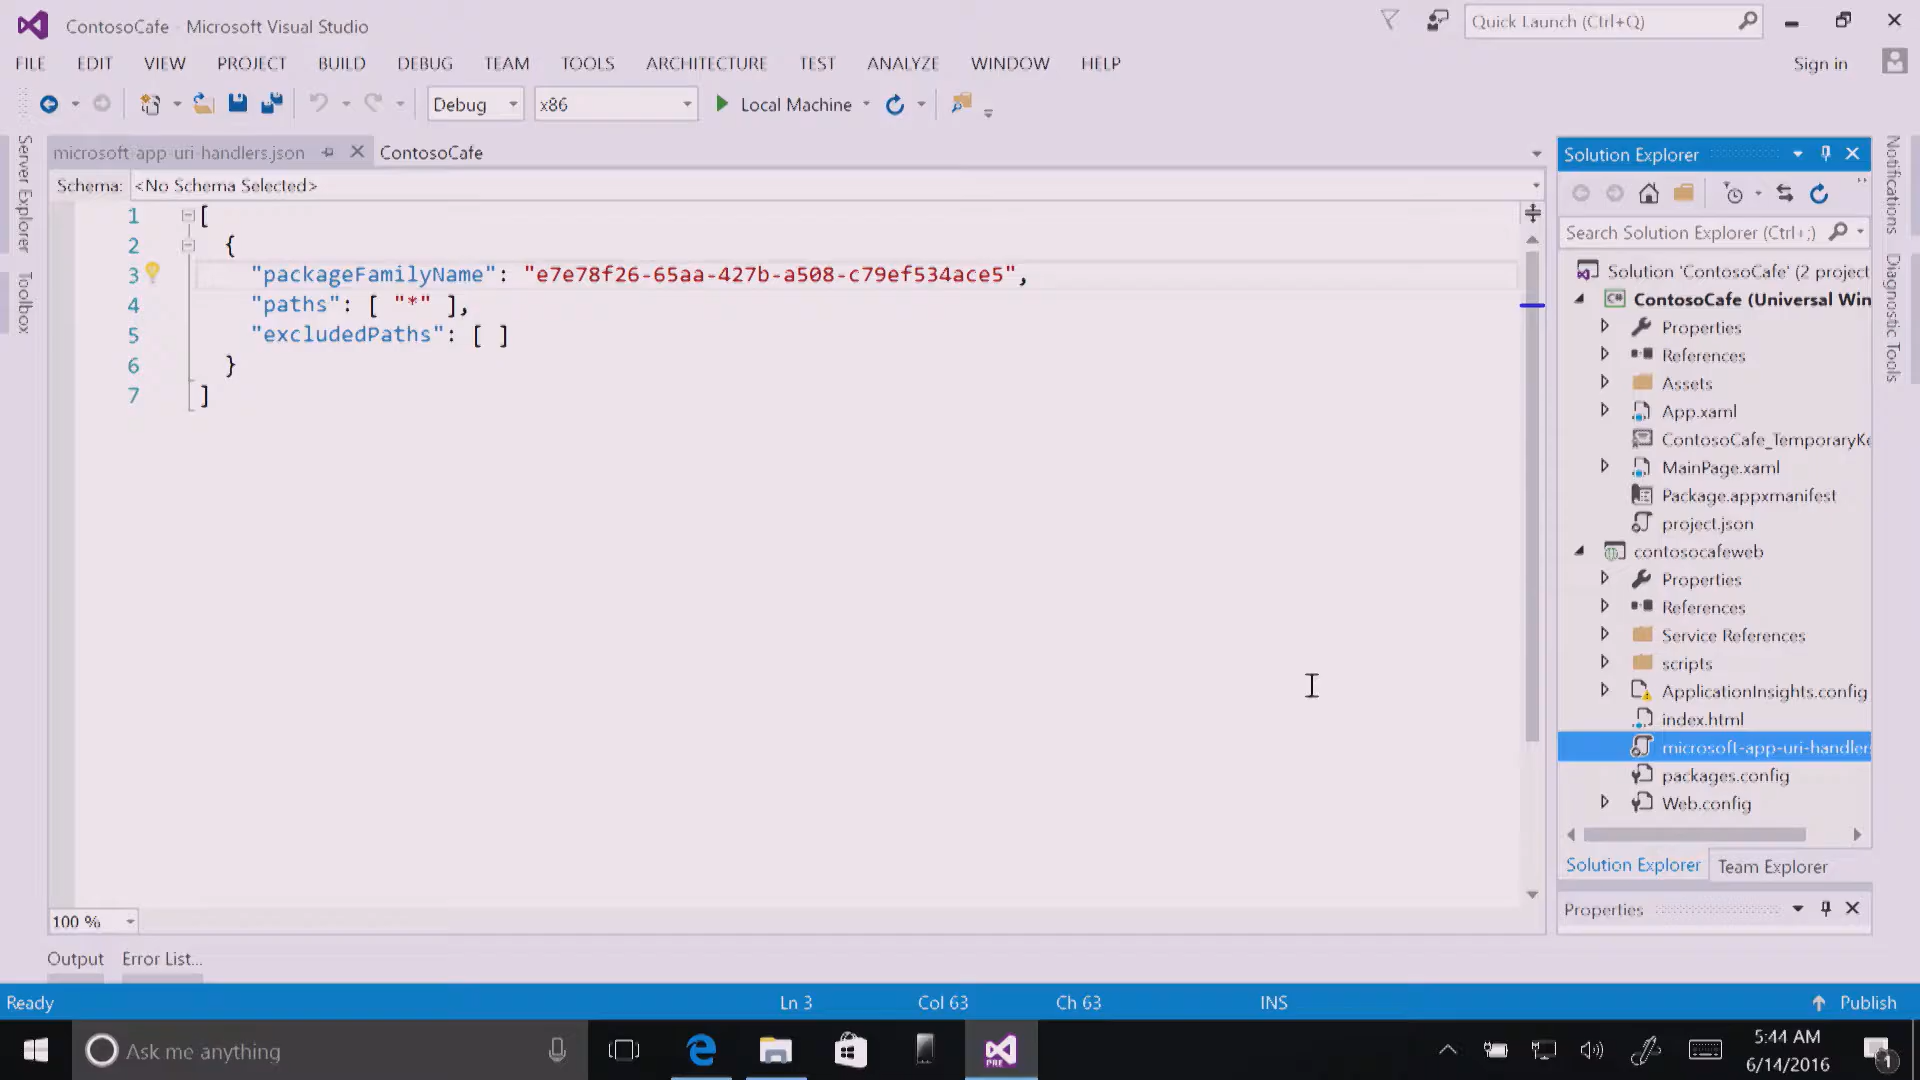 ContosoCafe - Microsoft Visual Studio
Quick Launch (Ctrl+Q)
FILE EDIT VIEW PROJECT BUILD DEBUG TEAM TOOLS ARCHITECTURE TEST ANALYZE WINDOW HELP
Sign in
Debug x86 Local Machine
Server Explorer
Toolbox
microsoft-app-uri-handlers.json ContosoCafe
Schema: <No Schema Selected>
1 [
2 {
3 "packageFamilyName": "e7e78f26-65aa-427b-a508-c79ef534ace5",
4 "paths": [ "*" ],
5 "excludedPaths": [ ]
6 }
7 ]
100 %
Output Error List...
Solution Explorer
Search Solution Explorer (Ctrl+;)
Solution 'ContosoCafe' (2 project
ContosoCafe (Universal Win
Properties
References
Assets
App.xaml
ContosoCafe_TemporaryKe
MainPage.xaml
Package.appxmanifest
project.json
contosocafeweb
Properties
References
Service References
scripts
ApplicationInsights.config
index.html
microsoft-app-uri-handlers
packages.config
Web.config
Solution Explorer Team Explorer
Properties
Notifications
Diagnostic Tools
Ready Ln 3 Col 63 Ch 63 INS Publish
Ask me anything
PRE
5:44 AM
6/14/2016
1